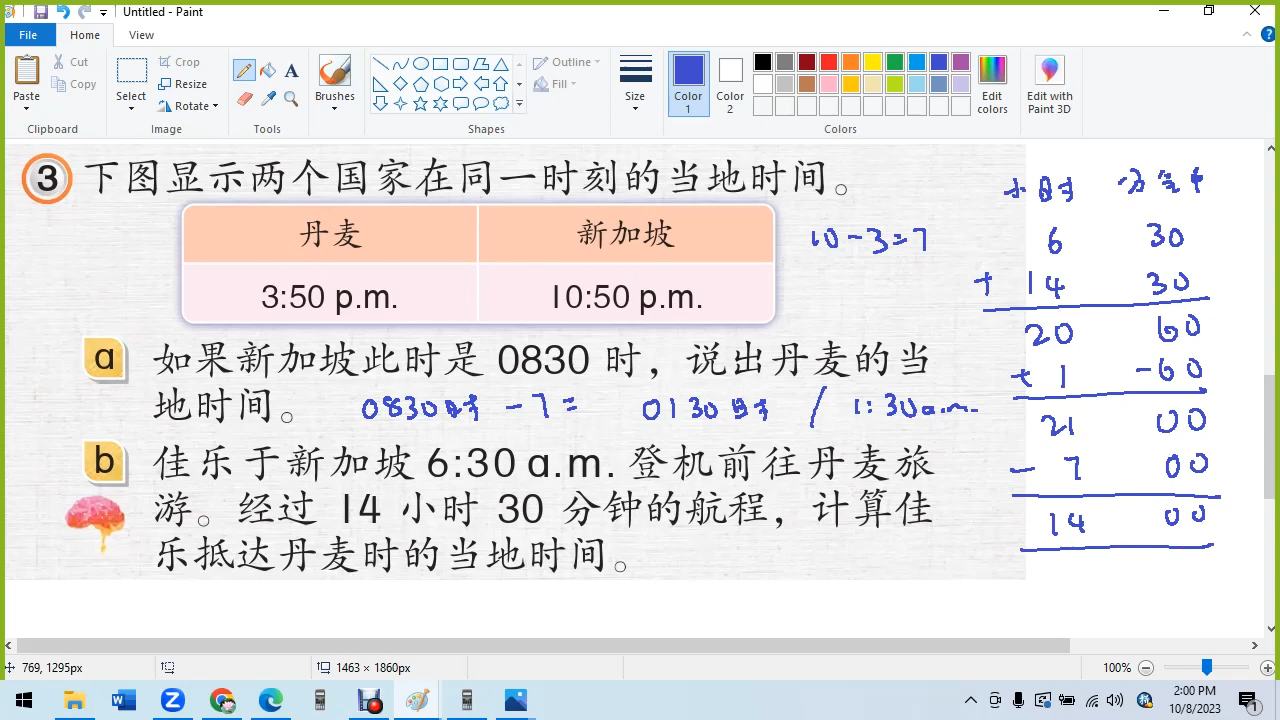 Untitled - Paint
File Home View
Paste Cut Copy Clipboard
Select Crop Resize Rotate Image
Tools
Brushes
Outline Fill Shapes
Size
Color 1 Color 2 Edit colors Colors
Edit with Paint 3D
3 下图显示两个国家在同一时刻的当地时间。
丹麦 新加坡
3:50 p.m. 10:50 p.m.
10-3=7
a 如果新加坡此时是 0830 时，说出丹麦的当
地时间。 0830时 -7= 0130时 / 1:30a.m.
b 佳乐于新加坡 6:30 a.m. 登机前往丹麦旅
游。经过 14 小时 30 分钟的航程，计算佳
乐抵达丹麦时的当地时间。
小时 分钟
6 30
+ 14 30
20 60
+ 1 -60
21 00
- 7 00
14 00
769, 1295px 1463 × 1860px 100%
2:00 PM
10/8/2023